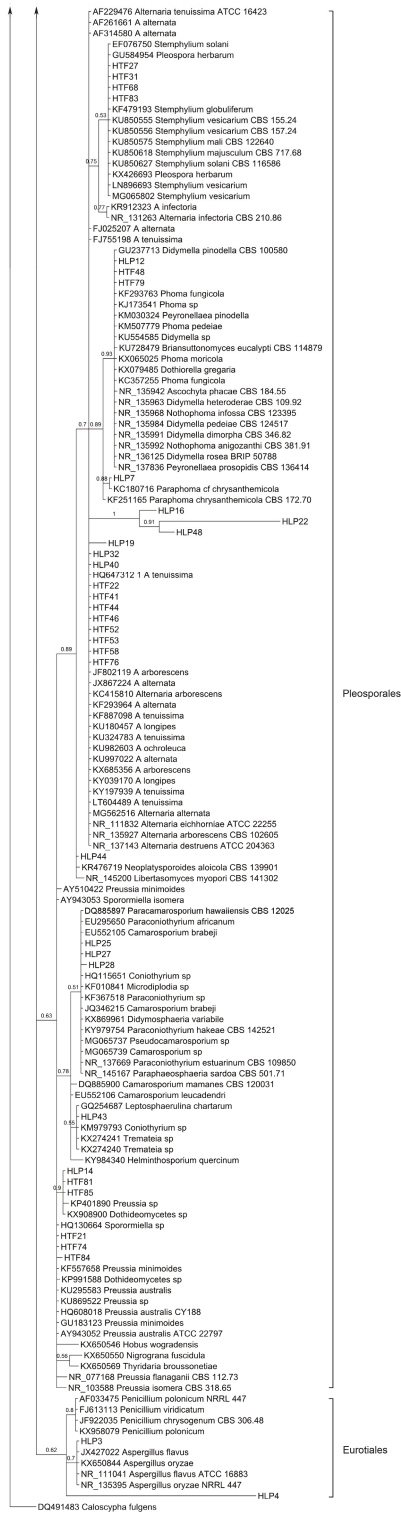 AF229476 Alternaria tenuissima ATCC 16423
AF261661 A alternata
AF314580 A alternata
EF076750 Stemphylium solani
GU584954 Pleospora herbarum
HTF27
HTF31
HTF68
HTF83
KF479193 Stemphylium globuliferum
0.53
KU850555 Stemphylium vesicarium CBS 155.24
KU850556 Stemphylium vesicarium CBS 157.24
KU850575 Stemphylium mali CBS 122640
KU850618 Stemphylium majusculum CBS 717.68
0.75
KU850627 Stemphylium solani CBS 116586
KX426693 Pleospora herbarum
LN896693 Stemphylium vesicarium
MG065802 Stemphylium vesicarium
0.77
KR912323 A infectoria
NR_131263 Alternaria infectoria CBS 210.86
FJ025207 A alternata
FJ755198 A tenuissima
GU237713 Didymella pinodella CBS 100580
HLP12
HTF48
HTF79
KF293763 Phoma fungicola
KJ173541 Phoma sp
KM030324 Peyronellaea pinodella
KM507779 Phoma pedeiae
KU554585 Didymella sp
KU728479 Briansuttonomyces eucalypti CBS 114879
0.93
KX065025 Phoma moricola
KX079485 Dothiorella gregaria
KC357255 Phoma fungicola
NR_135942 Ascochyta phacae CBS 184.55
NR_135963 Didymella heteroderae CBS 109.92
NR_135968 Nothophoma infossa CBS 123395
0.7
0.89
NR_135984 Didymella pedeiae CBS 124517
NR_135991 Didymella dimorpha CBS 346.82
NR_135992 Nothophoma anigozanthi CBS 381.91
NR_136125 Didymella rosea BRIP 50788
NR_137836 Peyronellaea prosopidis CBS 136414
0.88
HLP7
KC180716 Paraphoma cf chrysanthemicola
KF251165 Paraphoma chrysanthemicola CBS 172.70
1
HLP16
0.91
HLP22
HLP48
HLP19
HLP32
HLP40
HQ647312 1 A tenuissima
HTF22
HTF41
HTF44
HTF46
HTF52
HTF53
HTF58
0.89
HTF76
JF802119 A arborescens
JX867224 A alternata
KC415810 Alternaria arborescens
Pleosporales
KF293964 A alternata
KF887098 A tenuissima
KU180457 A longipes
KU324783 A tenuissima
KU982603 A ochroleuca
KU997022 A alternata
KX685356 A arborescens
KY039170 A longipes
KY197939 A tenuissima
LT604489 A tenuissima
MG562516 Alternaria alternata
NR_111832 Alternaria eichhorniae ATCC 22255
NR_135927 Alternaria arborescens CBS 102605
NR_137143 Alternaria destruens ATCC 204363
HLP44
KR476719 Neoplatysporoides aloicola CBS 139901
NR_145200 Libertasomyces myopori CBS 141302
AY510422 Preussia minimoides
AY943053 Sporormiella isomera
DQ885897 Paracamarosporium hawaiiensis CBS 12025
EU295650 Paraconiothyrium africanum
EU552105 Camarosporium brabeji
HLP25
HLP27
HLP28
HQ115651 Coniothyrium sp
0.51
KF010841 Microdiplodia sp
KF367518 Paraconiothyrium sp
JQ346215 Camarosporium brabeji
KX869961 Didymosphaeria variabile
0.63
KY979754 Paraconiothyrium hakeae CBS 142521
MG065737 Pseudocamarosporium sp
MG065739 Camarosporium sp
NR_137669 Paraconiothyrium estuarinum CBS 109850
0.78
NR_145167 Paraphaeosphaeria sardoa CBS 501.71
DQ885900 Camarosporium mamanes CBS 120031
EU552106 Camarosporium leucadendri
GQ254687 Leptosphaerulina chartarum
HLP43
0.55
KM979793 Coniothyrium sp
KX274241 Tremateia sp
KX274240 Tremateia sp
KY984340 Helminthosporium quercinum
HLP14
HTF81
0.9
HTF85
KP401890 Preussia sp
KX908900 Dothideomycetes sp
HQ130664 Sporormiella sp
HTF21
HTF74
HTF84
KF557658 Preussia minimoides
KP991588 Dothideomycetes sp
KU295583 Preussia australis
KU869522 Preussia sp
HQ608018 Preussia australis CY188
GU183123 Preussia minimoides
AY943052 Preussia australis ATCC 22797
KX650546 Hobus wogradensis
0.56
KX650550 Nigrograna fuscidula
KX650569 Thyridaria broussonetiae
NR_077168 Preussia flanaganii CBS 112.73
NR_103588 Preussia isomera CBS 318.65
AF033475 Penicillium polonicum NRRL 447
0.8
FJ613113 Penicillium viridicatum
JF922035 Penicillium chrysogenum CBS 306.48
KX958079 Penicillium polonicum
HLP3
0.62
JX427022 Aspergillus flavus
Eurotiales
0.7
KX650844 Aspergillus oryzae
NR_111041 Aspergillus flavus ATCC 16883
NR_135395 Aspergillus oryzae NRRL 447
HLP4
DQ491483 Caloscypha fulgens